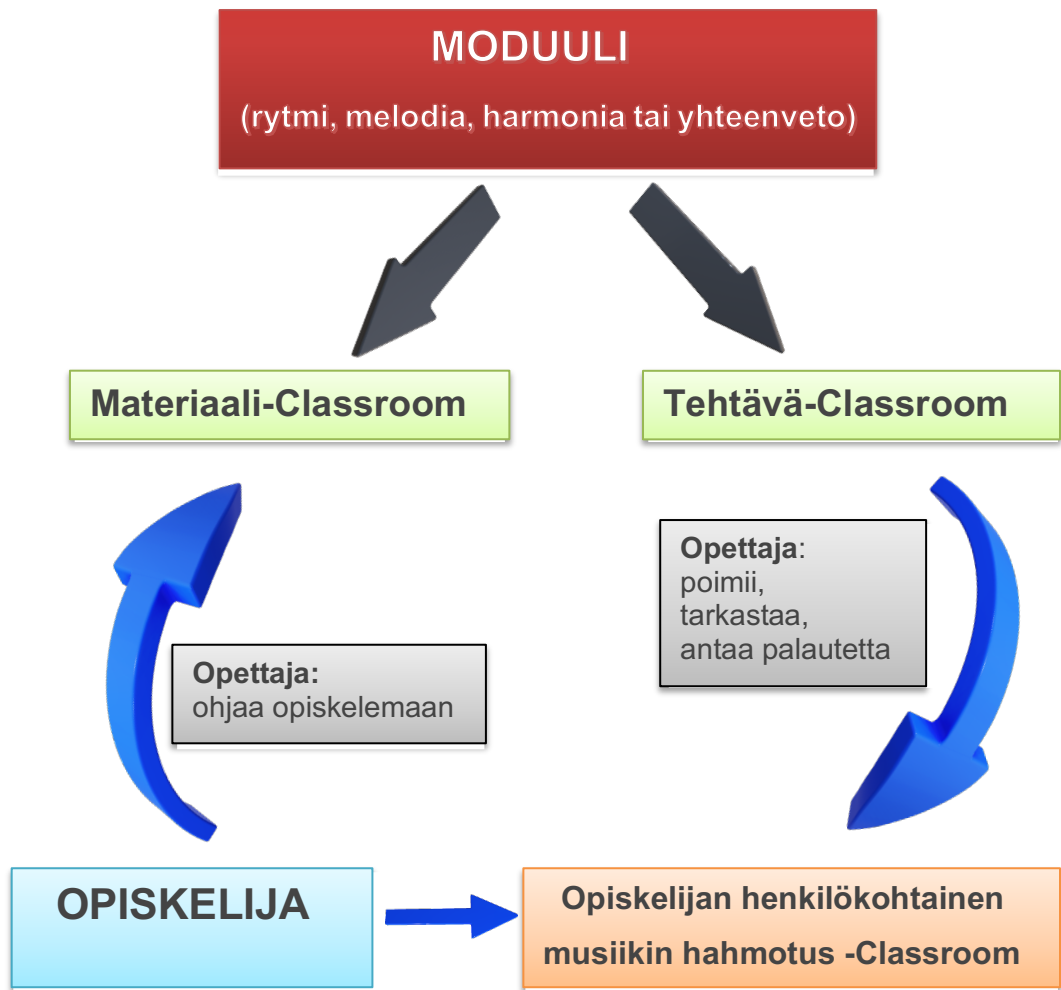 MODUULI
(rytmi, melodia, harmonia tai yhteenveto)
Materiaali-Classroom
Tehtävä-Classroom
Opettaja:
poimii,
tarkastaa,
antaa palautetta
Opettaja:
ohjaa opiskelemaan
OPISKELIJA
Opiskelijan henkilökohtainen
musiikin hahmotus -Classroom